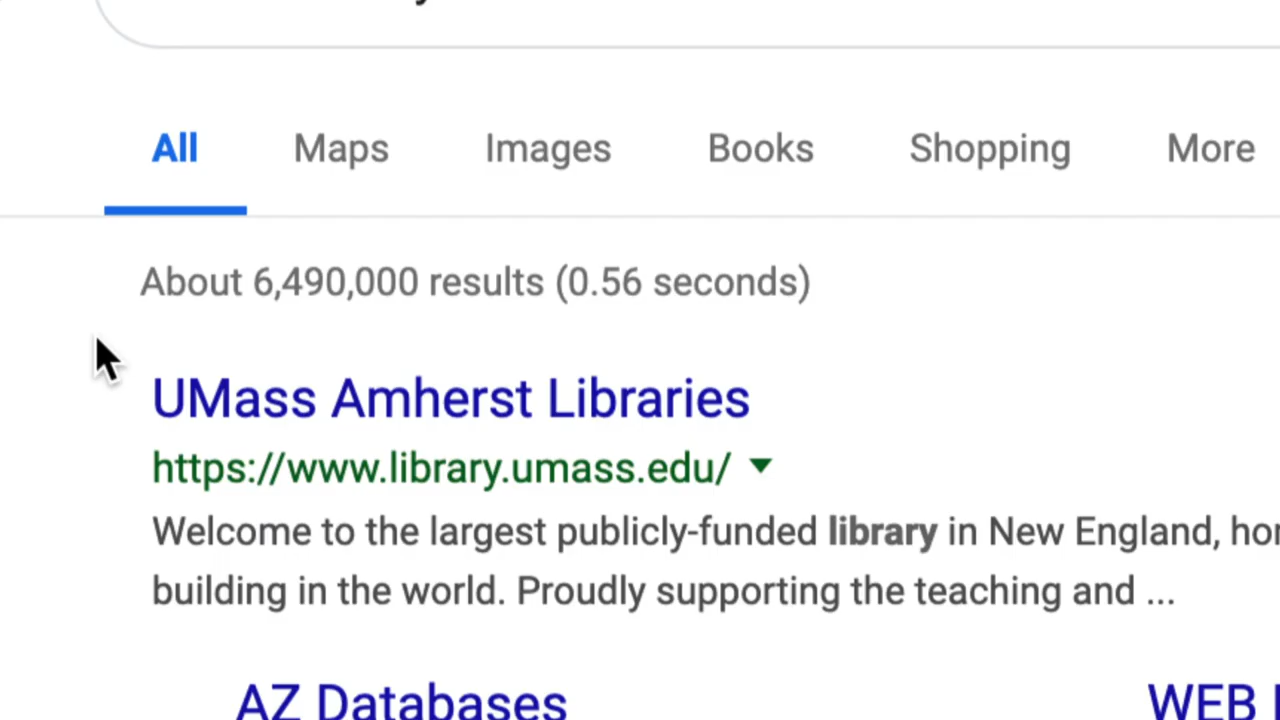 All Maps Images Books Shopping More
About 6,490,000 results (0.56 seconds)
UMass Amherst Libraries
https://www.library.umass.edu/
Welcome to the largest publicly-funded library in New England,
building in the world. Proudly supporting the teaching and ...
AZ Databases WEB